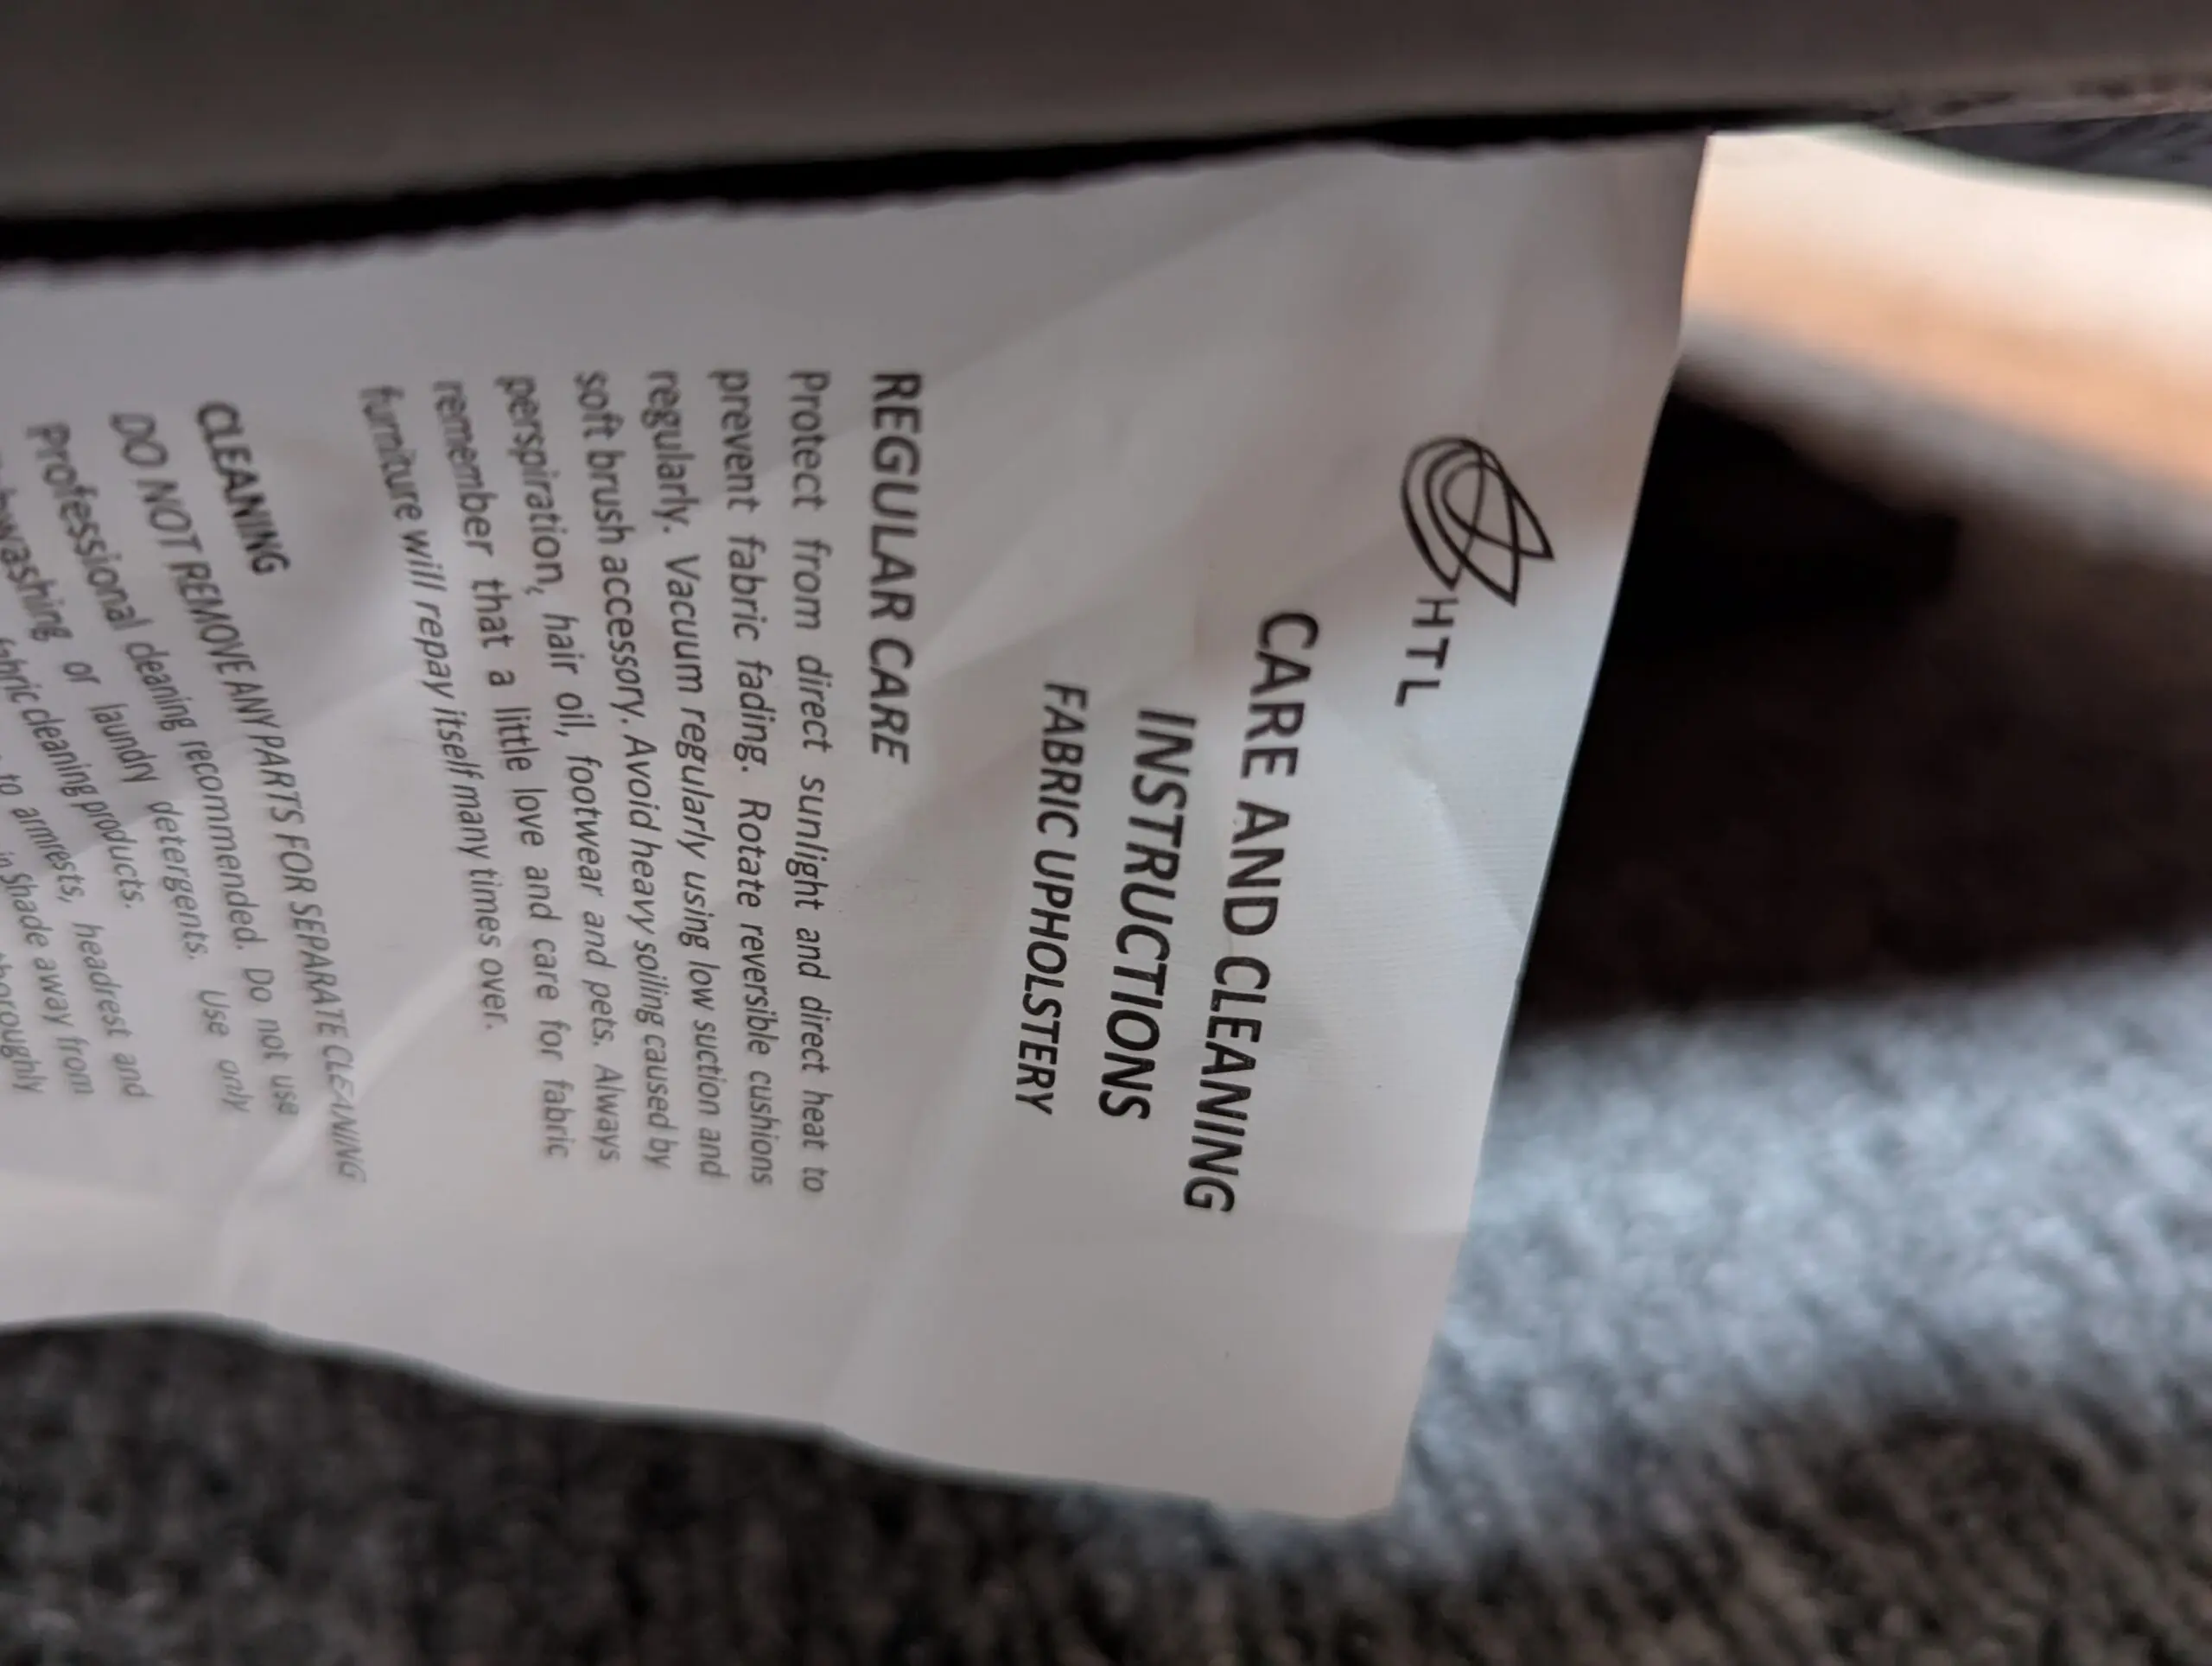 HTL
CARE AND CLEANING
INSTRUCTIONS
FABRIC UPHOLSTERY
REGULAR CARE
Protect from direct sunlight and direct heat to
prevent fabric fading. Rotate reversible cushions
regularly. Vacuum regularly using low suction and
soft brush accessory. Avoid heavy soiling caused by
perspiration, hair oil, footwear and pets. Always
remember that a little love and care for fabric
furniture will repay itself many times over.
CLEANING
DO NOT REMOVE ANY PARTS FOR SEPARATE CLEANING
Professional cleaning recommended. Do not use
or laundry detergents. Use only
cleaning products.
to armrests, headrest and
in Shade away from